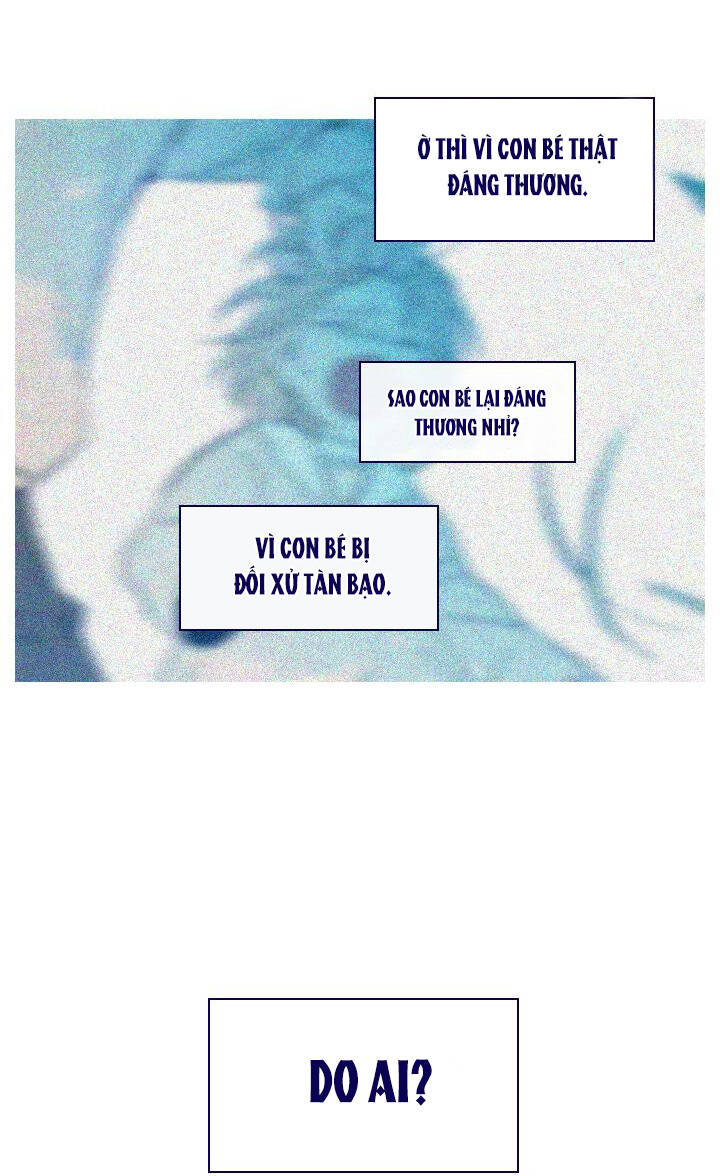 Ờ THÌ VÌ CON BÉ THẬT
ĐÁNG THƯƠNG.
SAO CON BÉ LẠI ĐÁNG
THƯƠNG NHỈ?
VÌ CON BÉ BỊ
ĐỐI XỬ TÀN BẠO.
DO AI?